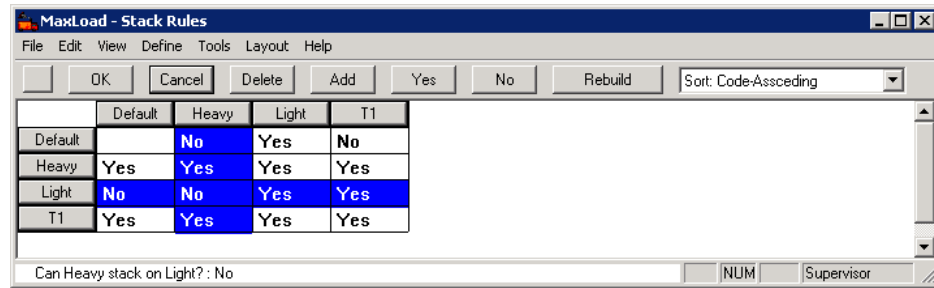 MaxLoad - Stack Rules
File Edit View Define Tools Layout Help
OK Cancel Delete Add Yes No Rebuild Sort: Code-Assceding
Default Heavy Light T1
Default No Yes No
Heavy Yes Yes Yes Yes
Light No No Yes Yes
T1 Yes Yes Yes Yes
Can Heavy stack on Light? : No NUM Supervisor